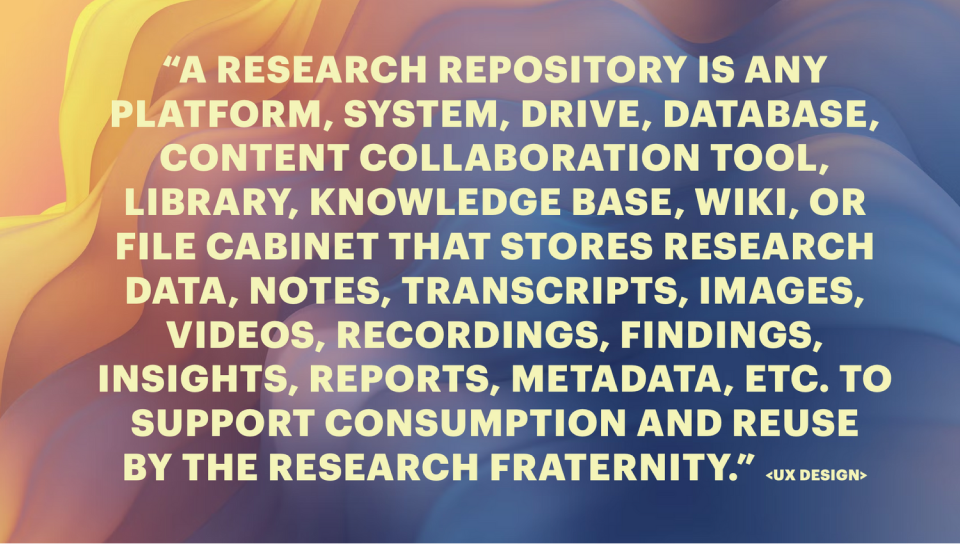 “A RESEARCH REPOSITORY IS ANY
PLATFORM, SYSTEM, DRIVE, DATABASE,
CONTENT COLLABORATION TOOL,
LIBRARY, KNOWLEDGE BASE, WIKI, OR
FILE CABINET THAT STORES RESEARCH
DATA, NOTES, TRANSCRIPTS, IMAGES,
VIDEOS, RECORDINGS, FINDINGS,
INSIGHTS, REPORTS, METADATA, ETC. TO
SUPPORT CONSUMPTION AND REUSE
BY THE RESEARCH FRATERNITY.” <UX DESIGN>